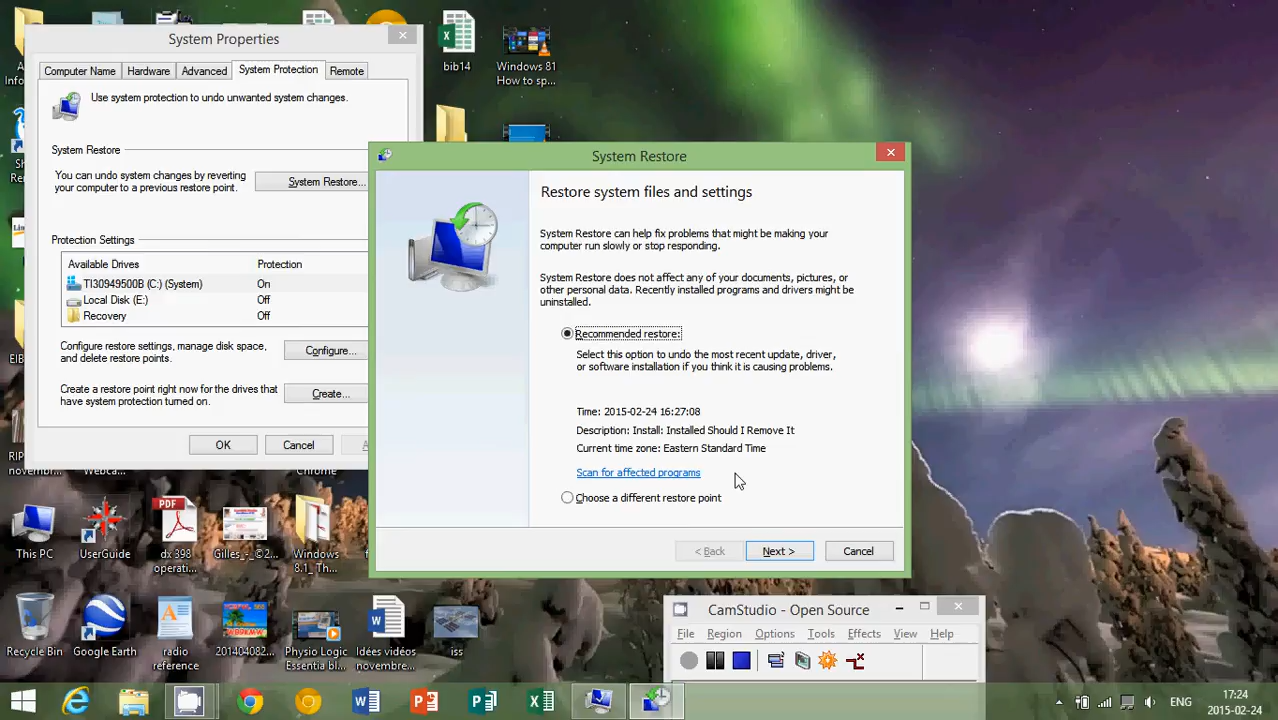 System Properties
Computer Name
Hardware
Advanced
System Protection
Remote
Use system protection to undo unwanted system changes.
System Restore
You can undo system changes by reverting
your computer to a previous restore point.
System Restore...
Protection Settings
Available Drives
Protection
TI30949500B (C:) (System)
On
Local Disk (E:)
Off
Recovery
Off
Configure restore settings, manage disk space,
and delete restore points.
Configure...
Create a restore point right now for the drives that
have system protection turned on.
Create...
OK
Cancel
System Restore
Restore system files and settings
System Restore can help fix problems that might be making your
computer run slowly or stop responding.
System Restore does not affect any of your documents, pictures, or
other personal data. Recently installed programs and drivers might be
uninstalled.
Recommended restore:
Select this option to undo the most recent update, driver,
or software installation if you think it is causing problems.
Time: 2015-02-24 16:27:08
Description: Install: Installed Should I Remove It
Current time zone: Eastern Standard Time
Scan for affected programs
Choose a different restore point
< Back
Next >
Cancel
bib14
Windows 81
How to sp...
This PC
UserGuide
PDF
dx 398
operati...
Gilles_-_©2...
Windows
8.1_ Th...
Recycle Bin
Google Earth
radio
reference
201404082...
Physio Logic
Essentia bl...
Idées vidéos
novembre...
iss
CamStudio - Open Source
File
Region
Options
Tools
Effects
View
Help
ENG
17:24
2015-02-24